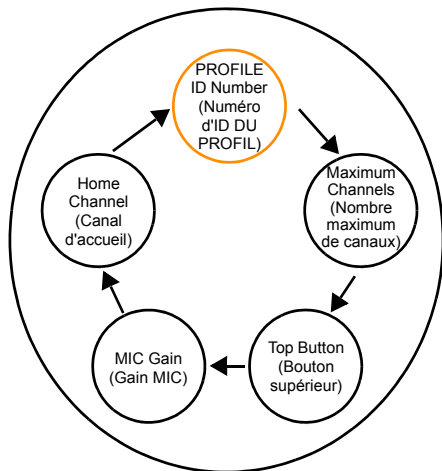 PROFILE
ID Number
(Numéro
d'ID DU
PROFIL)
Maximum
Channels
(Nombre
maximum
de canaux)
Top Button
(Bouton
supérieur)
MIC Gain
(Gain MIC)
Home
Channel
(Canal
d'accueil)